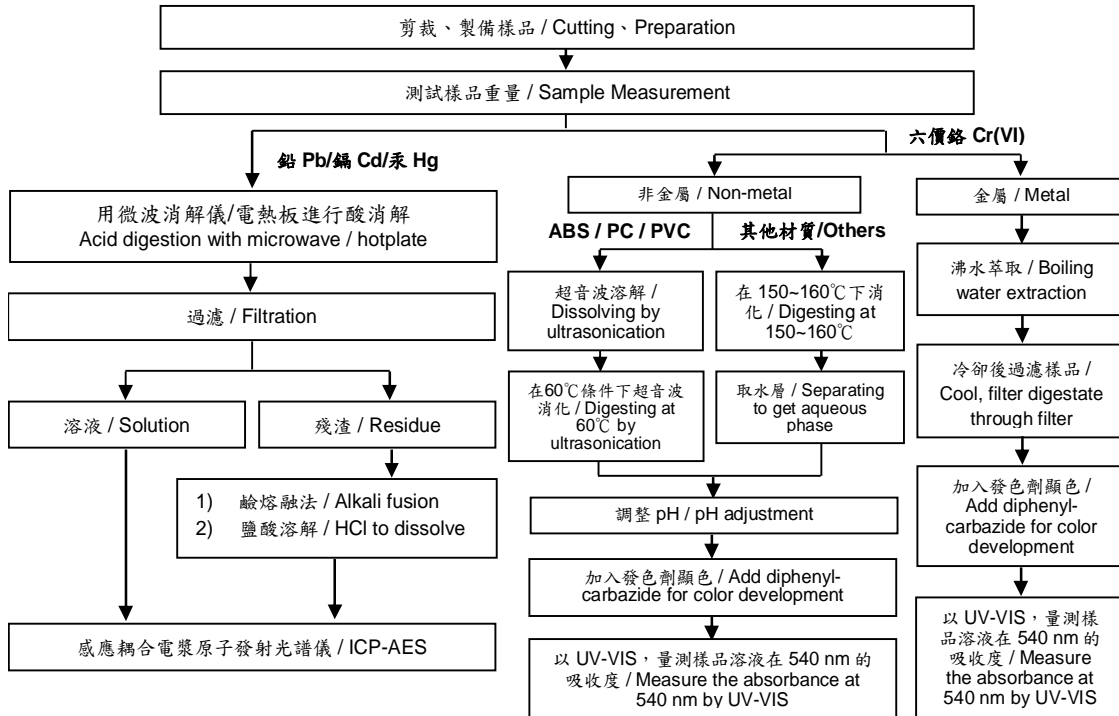 剪裁、製備樣品 / Cutting、Preparation
測試樣品重量 / Sample Measurement
鉛 Pb/鎘 Cd/汞 Hg
六價鉻 Cr(VI)
用微波消解儀/電熱板進行酸消解
Acid digestion with microwave / hotplate
過濾 / Filtration
溶液 / Solution
殘渣 / Residue
1) 鹼熔融法 / Alkali fusion
2) 鹽酸溶解 / HCl to dissolve
感應耦合電漿原子發射光譜儀 / ICP-AES
非金屬 / Non-metal
ABS / PC / PVC
其他材質/Others
超音波溶解 /
Dissolving by
ultrasonication
在60℃條件下超音波
消化 / Digesting at
60℃ by
ultrasonication
在 150~160℃下消
化 / Digesting at
150~160℃
取水層 / Separating
to get aqueous
phase
調整 pH / pH adjustment
加入發色劑顯色 / Add diphenyl-
carbazide for color development
以 UV-VIS，量測樣品溶液在 540 nm 的
吸收度 / Measure the absorbance at
540 nm by UV-VIS
金屬 / Metal
沸水萃取 / Boiling
water extraction
冷卻後過濾樣品 /
Cool, filter digestate
through filter
加入發色劑顯色 /
Add diphenyl-
carbazide for color
development
以 UV-VIS，量測樣
品溶液在 540 nm 的
吸收度 / Measure
the absorbance at
540 nm by UV-VIS